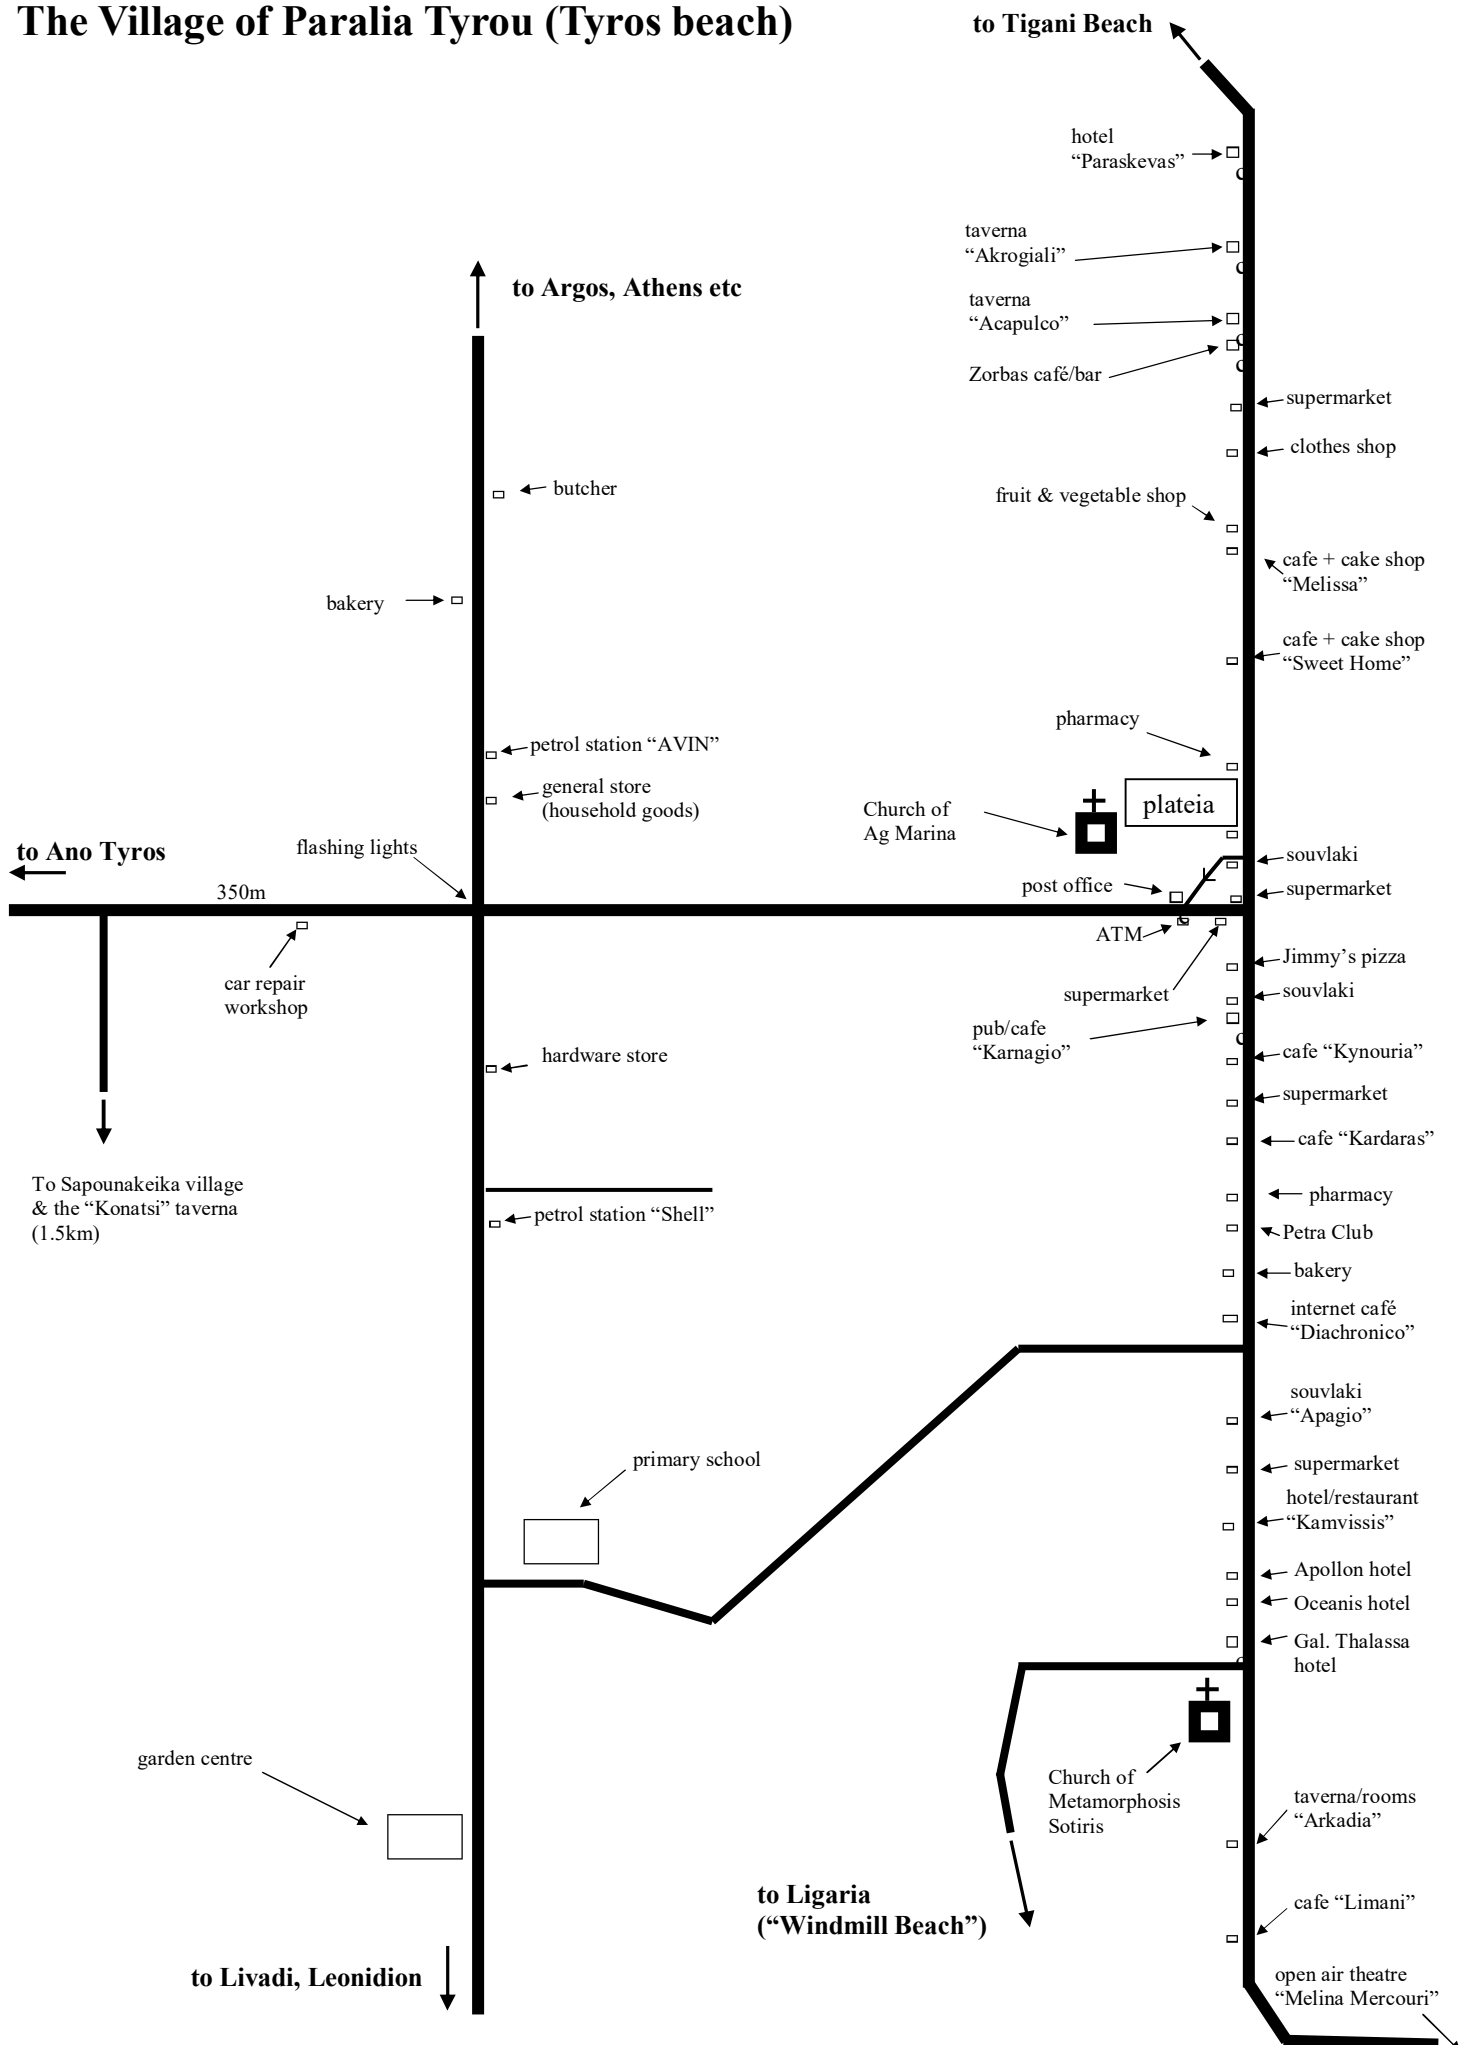 The Village of Paralia Tyrou (Tyros beach)
to Tigani Beach
hotel
“Paraskevas”
taverna
“Akrogiali”
to Argos, Athens etc
taverna
“Acapulco”
Zorbas café/bar
supermarket
clothes shop
butcher
fruit & vegetable shop
cafe + cake shop
“Melissa”
bakery
cafe + cake shop
“Sweet Home”
pharmacy
petrol station “AVIN”
general store
(household goods)
plateia
Church of
Ag Marina
to Ano Tyros
flashing lights
souvlaki
350m
post office
supermarket
ATM
Jimmy’s pizza
car repair
workshop
supermarket
souvlaki
pub/cafe
“Karnagio”
hardware store
cafe “Kynouria”
supermarket
cafe “Kardaras”
To Sapounakeika village
& the “Konatsi” taverna
(1.5km)
pharmacy
petrol station “Shell”
Petra Club
bakery
internet café
“Diachronico”
souvlaki
“Apagio”
primary school
supermarket
hotel/restaurant
“Kamvissis”
Apollon hotel
Oceanis hotel
Gal. Thalassa
hotel
garden centre
Church of
Metamorphosis
Sotiris
taverna/rooms
“Arkadia”
to Ligaria
(“Windmill Beach”)
cafe “Limani”
to Livadi, Leonidion
open air theatre
“Melina Mercouri”